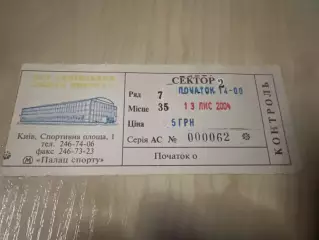 СЕКТОР 2
Ряд 7 ПОЧАТОК 14-00
Місце 35 13 ЛИС 2004
Ціна 5 ГРН
Серія АС № 000062
Початок о
Київ, Спортивна площа, 1
тел. 246-74-06
факс 246-73-23
М «Палац спорту»
КОНТРОЛЬ